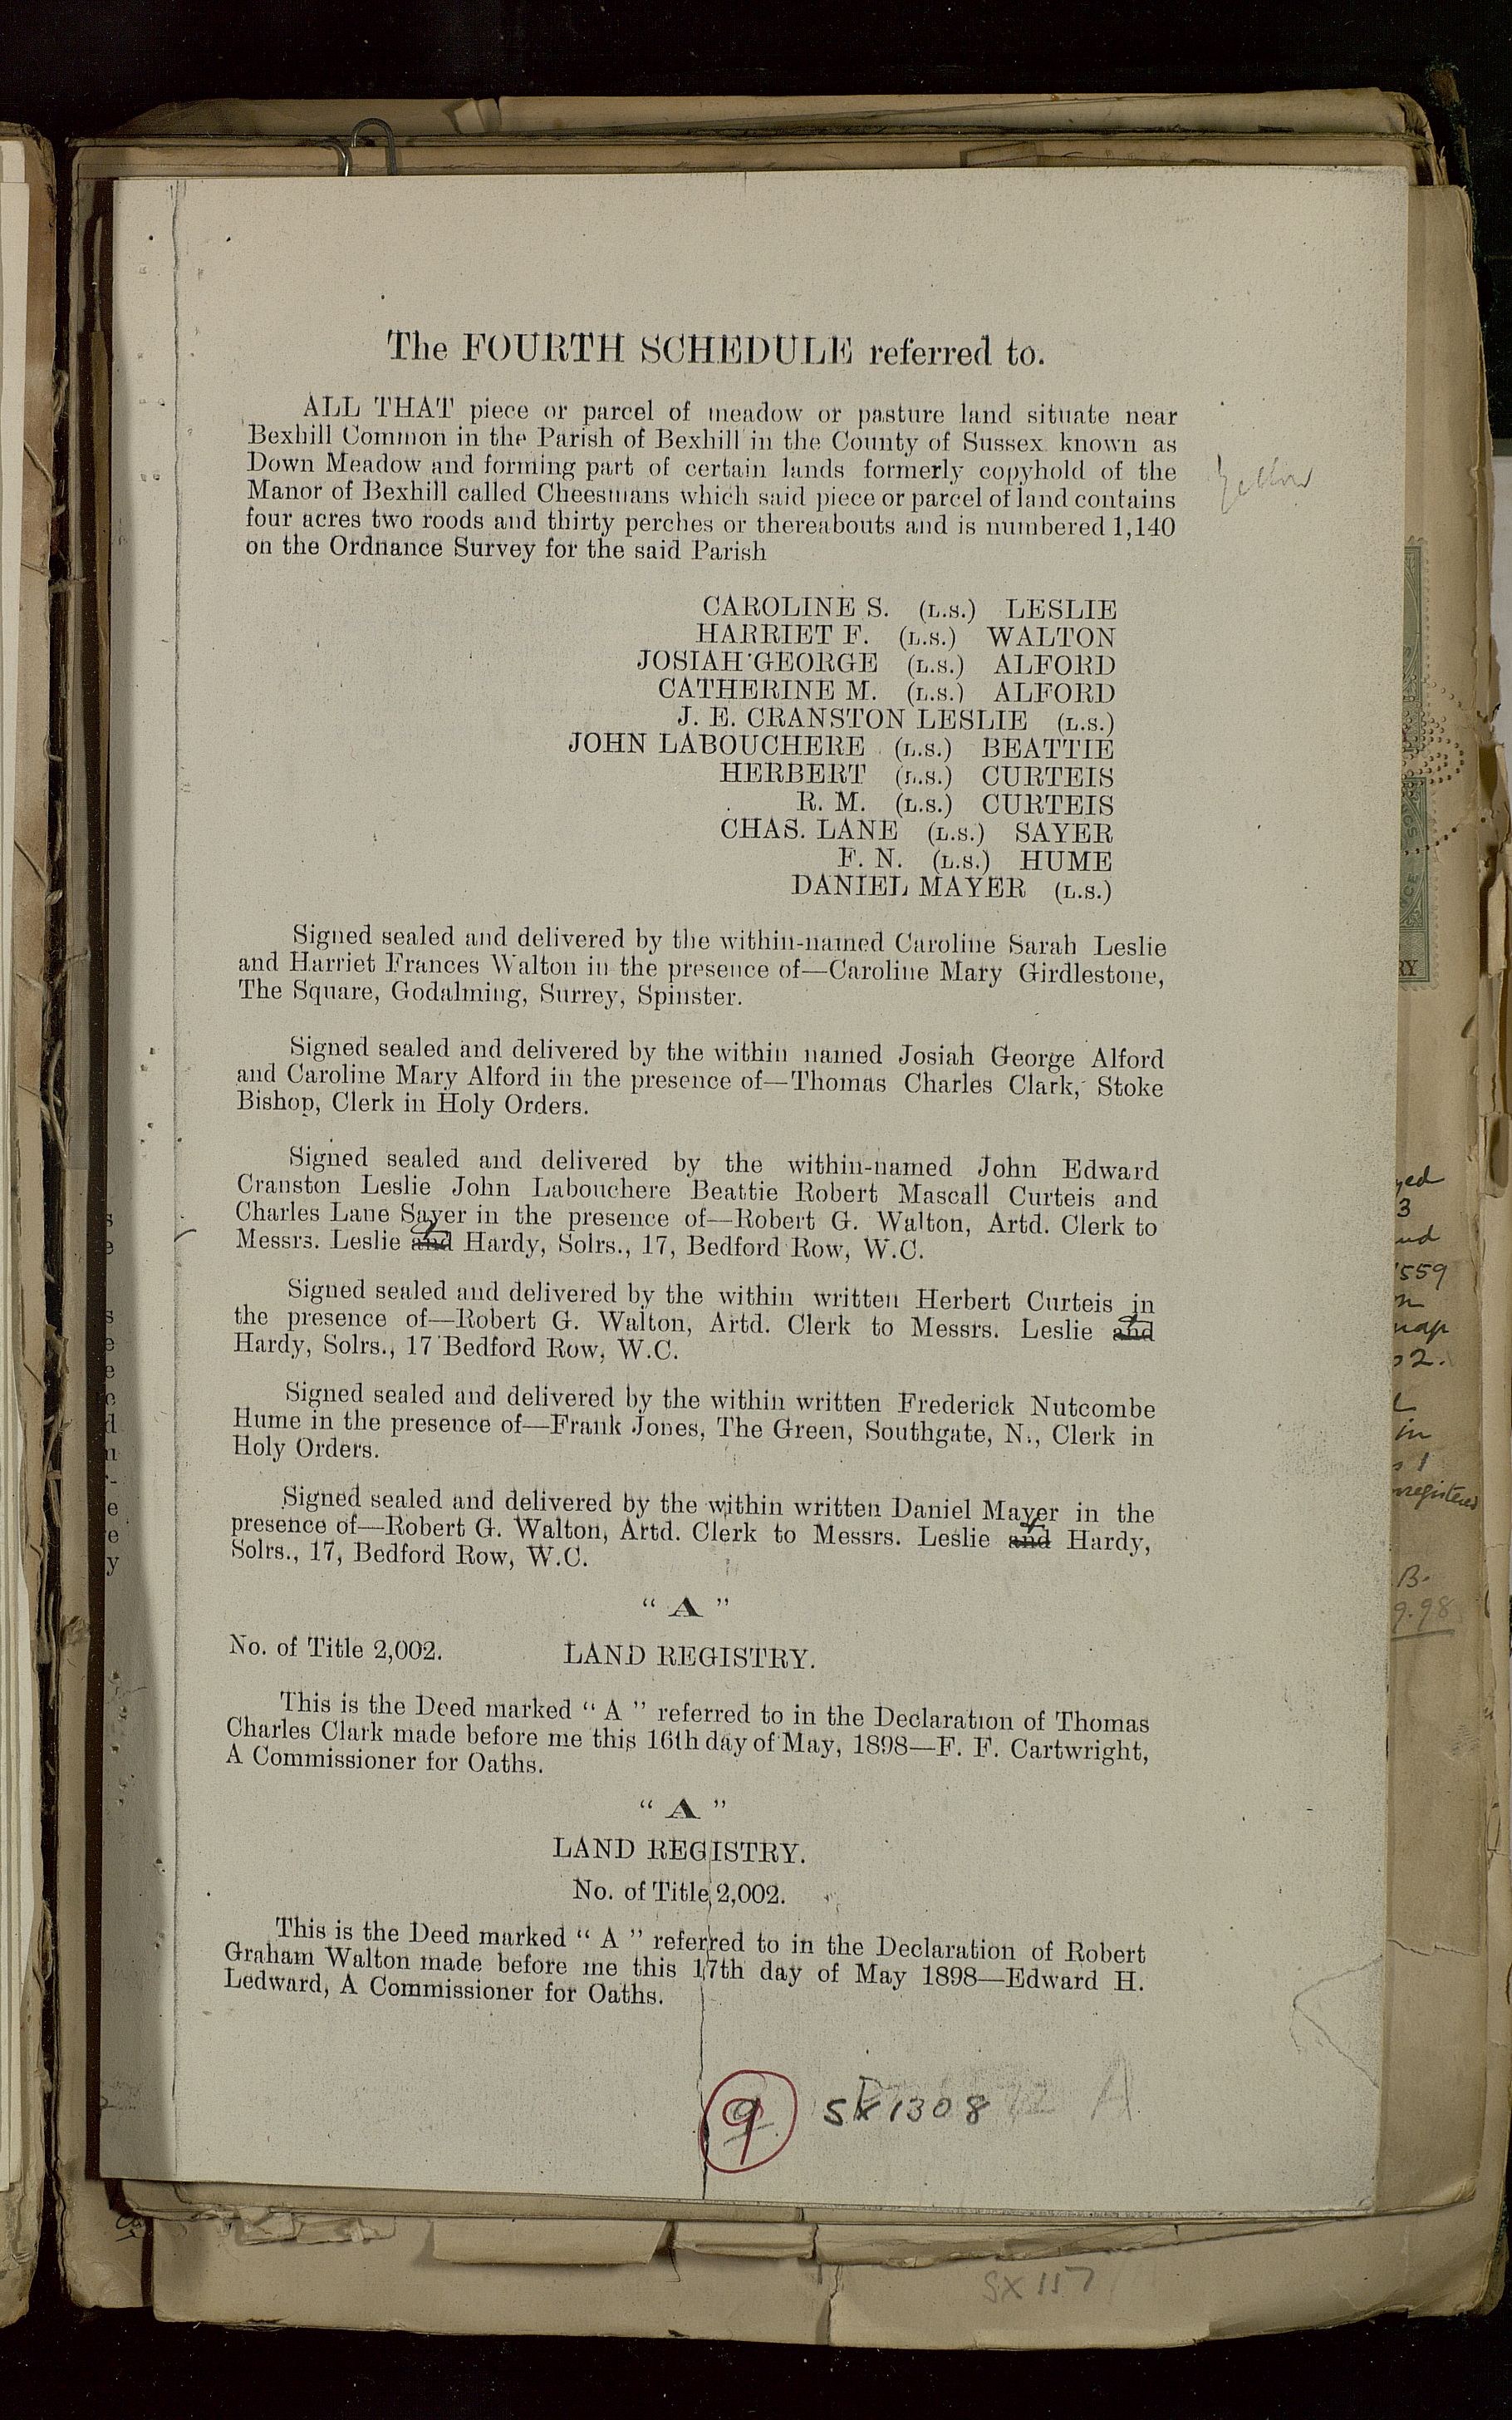 The FOURTH SCHEDULE referred to.
ALL THAT piece or parcel of meadow or pasture land situate near
Bexhill Common in the Parish of Bexhill in the County of Sussex known as
Down Meadow and forming part of certain lands formerly copyhold of the
Manor of Bexhill called Cheesmans which said piece or parcel of land contains
four acres two roods and thirty perches or thereabouts and is numbered 1,140
on the Ordnance Survey for the said Parish
yellow
CAROLINE S. (L.S.) LESLIE
HARRIET F. (L.S.) WALTON
JOSIAH GEORGE (L.S.) ALFORD
CATHERINE M. (L.S.) ALFORD
J. E. CRANSTON LESLIE (L.S.)
JOHN LABOUCHERE (L.S.) BEATTIE
HERBERT (L.S.) CURTEIS
R. M. (L.S.) CURTEIS
CHAS. LANE (L.S.) SAYER
F. N. (L.S.) HUME
DANIEL MAYER (L.S.)
Signed sealed and delivered by the within-named Caroline Sarah Leslie
and Harriet Frances Walton in the presence of—Caroline Mary Girdlestone,
The Square, Godalming, Surrey, Spinster.
Signed sealed and delivered by the within named Josiah George Alford
and Caroline Mary Alford in the presence of—Thomas Charles Clark, Stoke
Bishop, Clerk in Holy Orders.
Signed sealed and delivered by the within-named John Edward
Cranston Leslie John Labouchere Beattie Robert Mascall Curteis and
Charles Lane Sayer in the presence of—Robert G. Walton, Artd. Clerk to
Messrs. Leslie and Hardy, Solrs., 17, Bedford Row, W.C.
Signed sealed and delivered by the within written Herbert Curteis in
the presence of—Robert G. Walton, Artd. Clerk to Messrs. Leslie and
Hardy, Solrs., 17 Bedford Row, W.C.
Signed sealed and delivered by the within written Frederick Nutcombe
Hume in the presence of—Frank Jones, The Green, Southgate, N., Clerk in
Holy Orders.
Signed sealed and delivered by the within written Daniel Mayer in the
presence of—Robert G. Walton, Artd. Clerk to Messrs. Leslie and Hardy,
Solrs., 17, Bedford Row, W.C.
“ A ”
No. of Title 2,002. LAND REGISTRY.
This is the Deed marked “ A ” referred to in the Declaration of Thomas
Charles Clark made before me this 16th day of May, 1898—F. F. Cartwright,
A Commissioner for Oaths.
“ A ”
LAND REGISTRY.
No. of Title 2,002.
This is the Deed marked “ A ” referred to in the Declaration of Robert
Graham Walton made before me this 17th day of May 1898—Edward H.
Ledward, A Commissioner for Oaths.
9 SX1308 A
SX 157